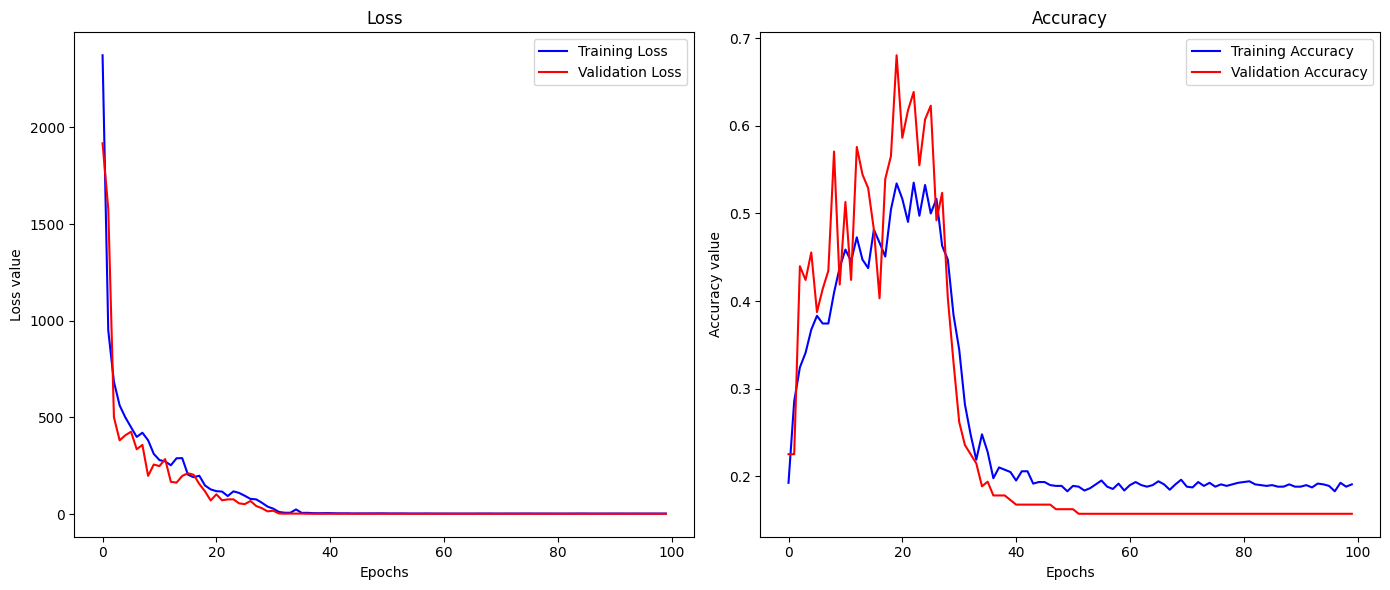 Loss
Training Loss
Validation Loss
2000
1500
1000
500
0
Loss value
0 20 40 60 80 100
Epochs
Accuracy
Training Accuracy
Validation Accuracy
0.7
0.6
0.5
0.4
0.3
0.2
Accuracy value
0 20 40 60 80 100
Epochs